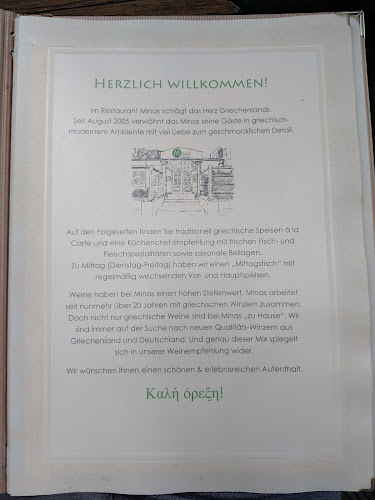 HERZLICH WILLKOMMEN!
Im Restaurant Minas schlägt das Herz Griechenlands.
Seit August 2005 verwöhnt das Minas seine Gäste in griechisch-
modernem Ambiente mit viel Liebe zum geschmacklichen Detail.
Auf den Folgeseiten finden Sie traditionell griechische Speisen à la
Carte und eine Küchenchef-Empfehlung mit frischen Fisch- und
Fleischspezialitäten sowie saisonale Beilagen.
Zu Mittag (Dienstag-Freitag) haben wir einen „Mittagstisch" mit
regelmäßig wechselnden Vor- und Hauptspeisen.
Weine haben bei Minas einen hohen Stellenwert. Minas arbeitet
seit nunmehr über 20 Jahren mit griechischen Winzern zusammen.
Doch nicht nur griechische Weine sind bei Minas „zu Hause". Wir
sind immer auf der Suche nach neuen Qualitäts-Winzern aus
Griechenland und Deutschland. Und genau dieser Mix spiegelt
sich in unserer Weinempfehlung wider.
Wir wünschen Ihnen einen schönen & erlebnisreichen Aufenthalt.
Καλή όρεξη!